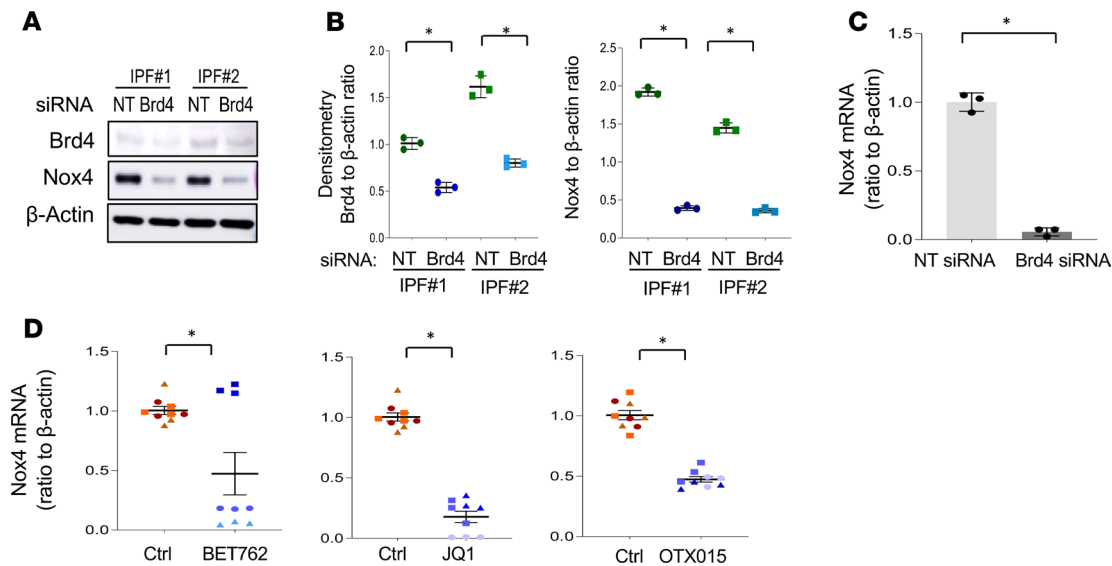 A
IPF#1 IPF#2
siRNA NT Brd4 NT Brd4
Brd4
Nox4
β-Actin
B
Densitometry
Brd4 to β-actin ratio
2.0
1.5
1.0
0.5
0.0
* *
siRNA: NT Brd4 NT Brd4
IPF#1 IPF#2
Nox4 to β-actin ratio
2.5
2.0
1.5
1.0
0.5
0.0
* *
NT Brd4 NT Brd4
IPF#1 IPF#2
C
Nox4 mRNA
(ratio to β-actin)
1.5
1.0
0.5
0.0
*
NT siRNA Brd4 siRNA
D
Nox4 mRNA
(ratio to β-actin)
1.5
1.0
0.5
0.0
*
Ctrl BET762
1.5
1.0
0.5
0.0
*
Ctrl JQ1
1.5
1.0
0.5
0.0
*
Ctrl OTX015